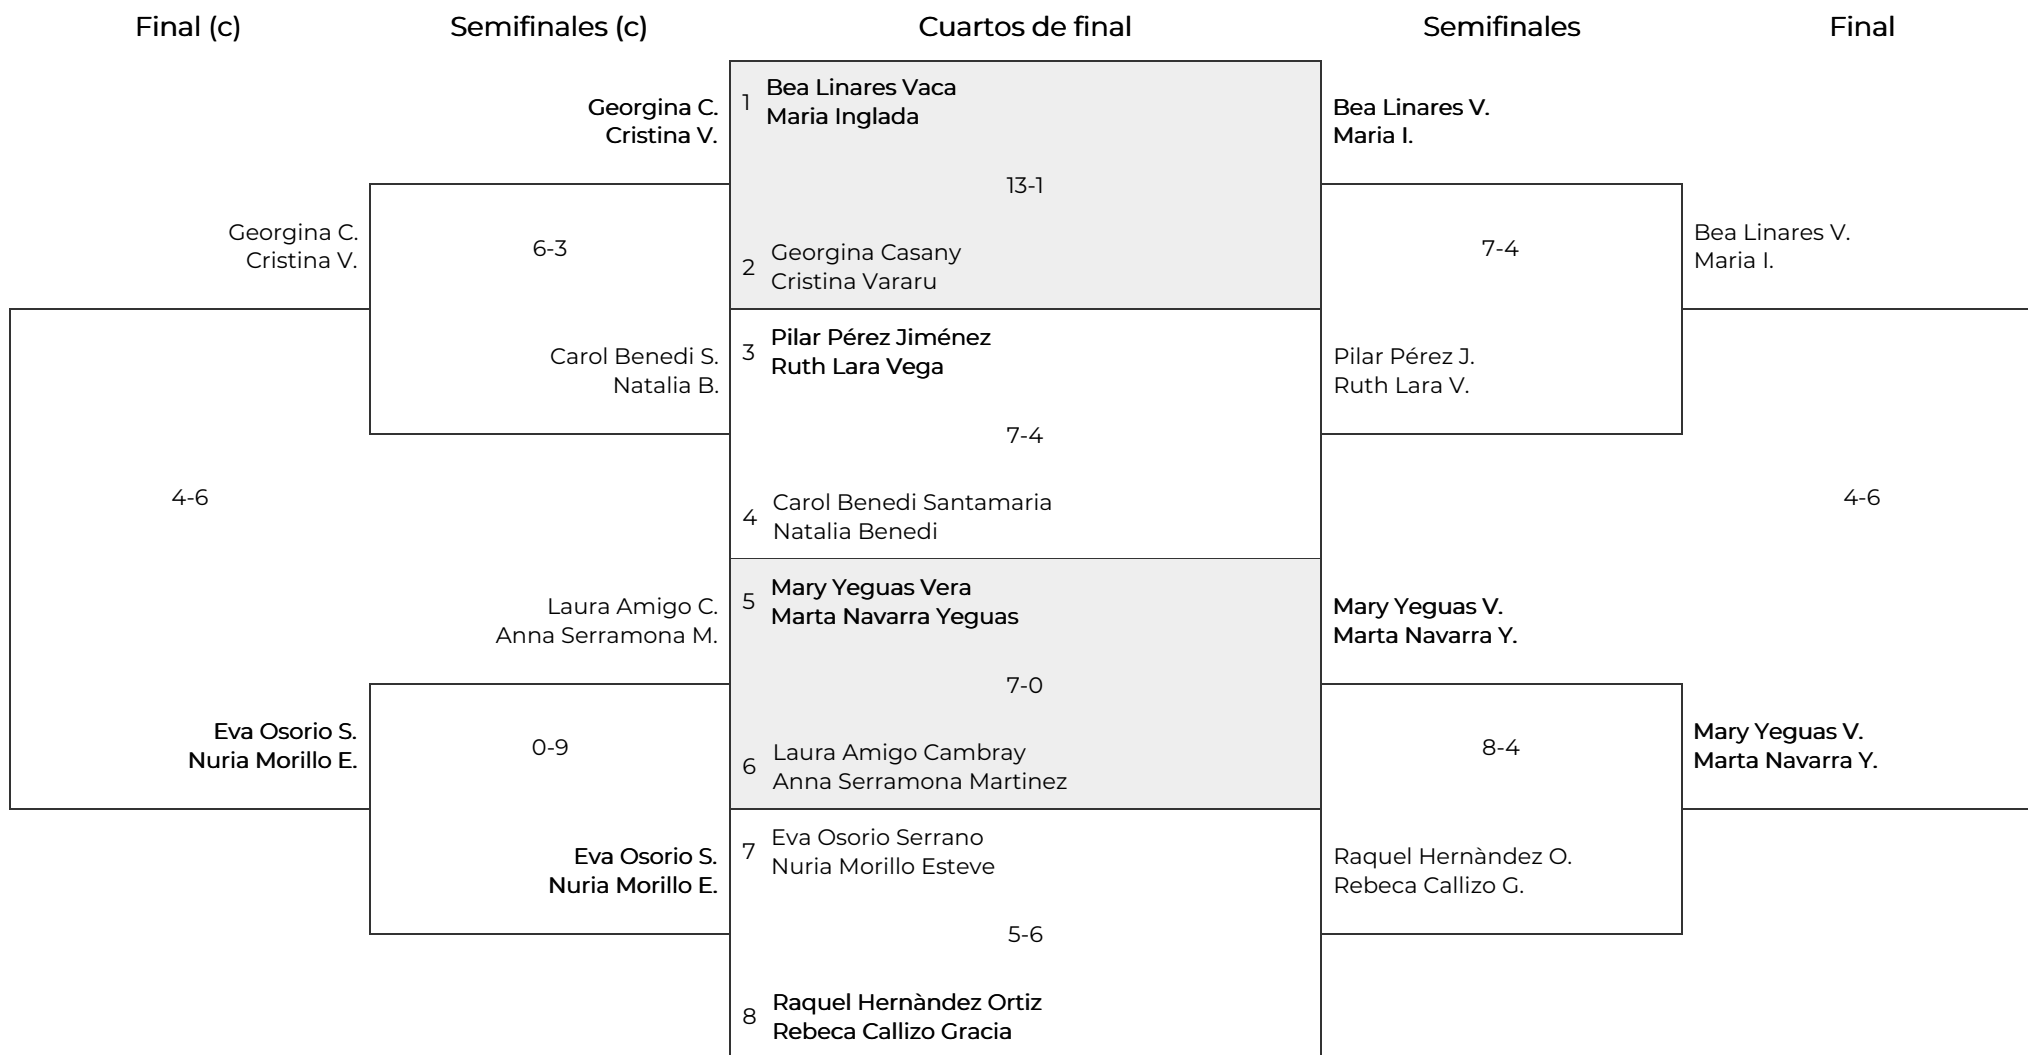 Final (c)
Semifinales (c)
Cuartos de final
Semifinales
Final
Georgina C.
Cristina V.
Georgina C.
Cristina V.
6-3
Carol Benedi S.
Natalia B.
4-6
Laura Amigo C.
Anna Serramona M.
Eva Osorio S.
Nuria Morillo E.
0-9
Eva Osorio S.
Nuria Morillo E.
1
Bea Linares Vaca
Maria Inglada
13-1
2
Georgina Casany
Cristina Vararu
3
Pilar Pérez Jiménez
Ruth Lara Vega
7-4
4
Carol Benedi Santamaria
Natalia Benedi
5
Mary Yeguas Vera
Marta Navarra Yeguas
7-0
6
Laura Amigo Cambray
Anna Serramona Martinez
7
Eva Osorio Serrano
Nuria Morillo Esteve
5-6
8
Raquel Hernàndez Ortiz
Rebeca Callizo Gracia
Bea Linares V.
Maria I.
7-4
Pilar Pérez J.
Ruth Lara V.
Mary Yeguas V.
Marta Navarra Y.
8-4
Raquel Hernàndez O.
Rebeca Callizo G.
Bea Linares V.
Maria I.
4-6
Mary Yeguas V.
Marta Navarra Y.